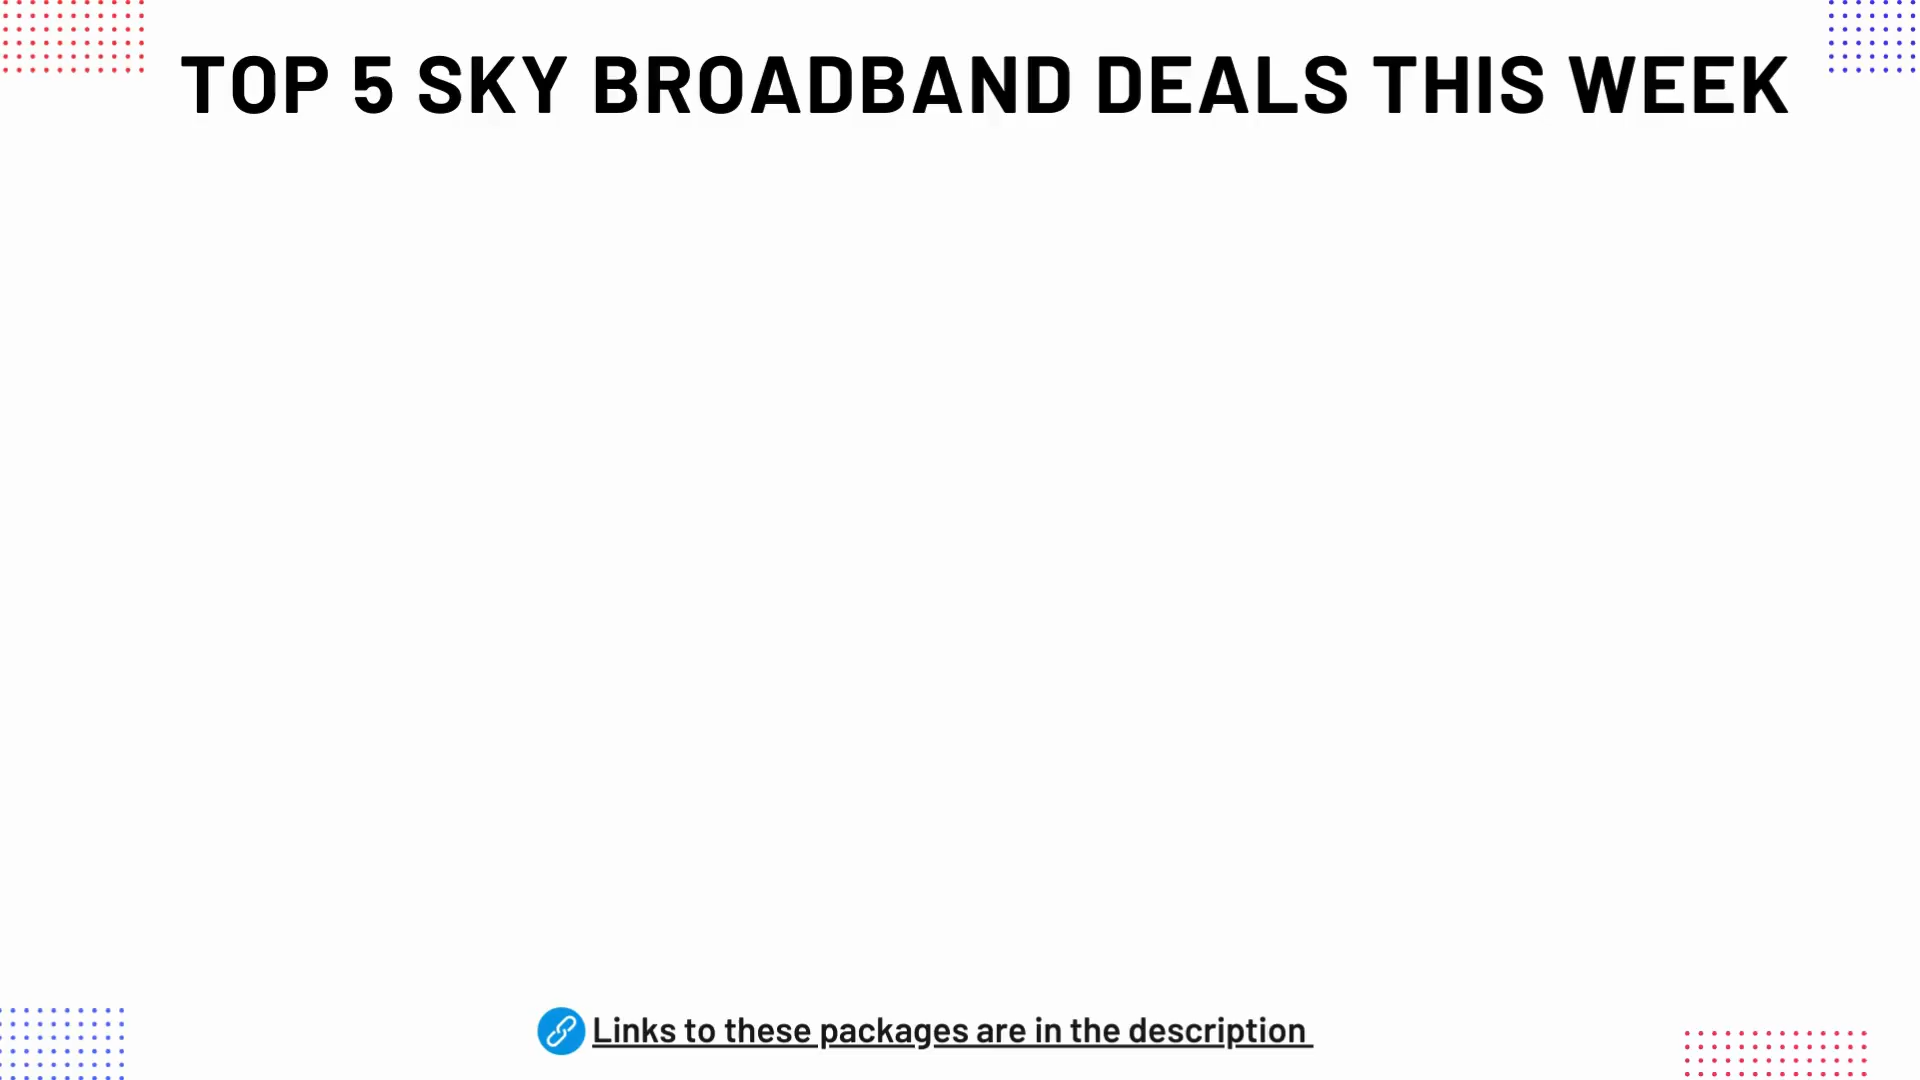 TOP 5 SKY BROADBAND DEALS THIS WEEK
Links to these packages are in the description